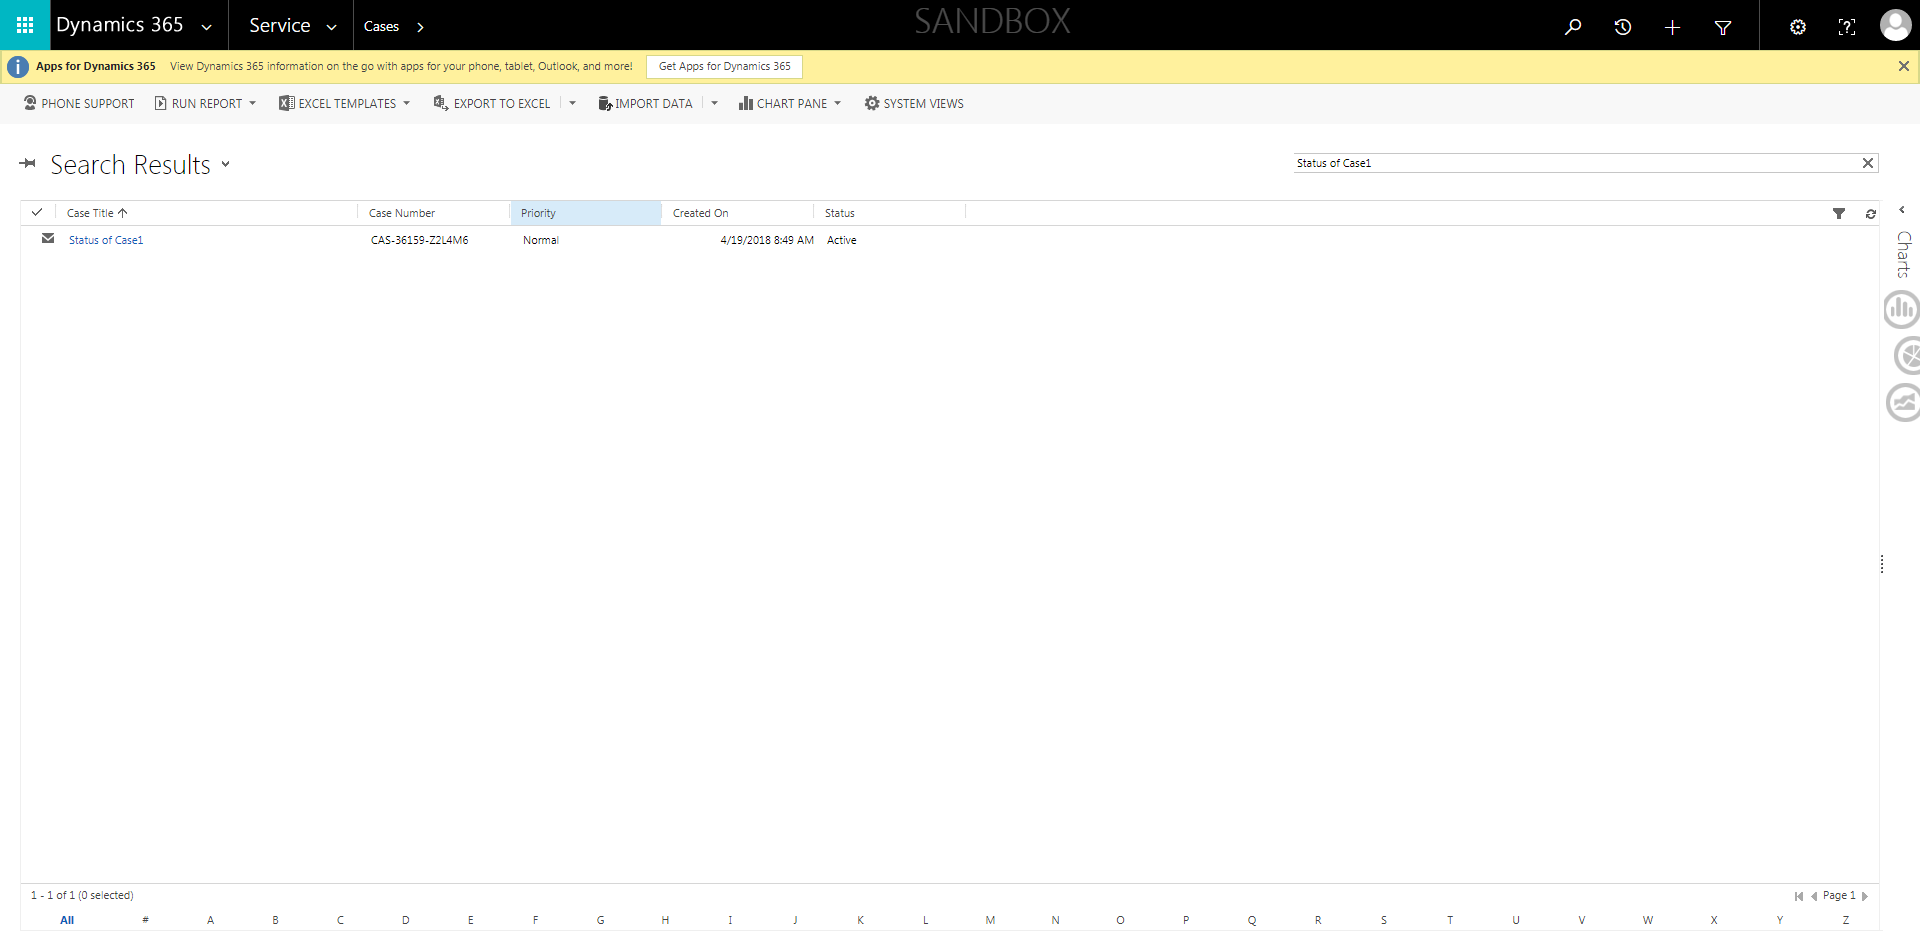 Dynamics 365 Service Cases SANDBOX
Apps for Dynamics 365 View Dynamics 365 information on the go with apps for your phone, tablet, Outlook, and more! Get Apps for Dynamics 365
PHONE SUPPORT RUN REPORT EXCEL TEMPLATES EXPORT TO EXCEL IMPORT DATA CHART PANE SYSTEM VIEWS
Search Results Status of Case1
Case Title Case Number Priority Created On Status
Status of Case1 CAS-36159-Z2L4M6 Normal 4/19/2018 8:49 AM Active
Charts
1 - 1 of 1 (0 selected) Page 1
All # A B C D E F G H I J K L M N O P Q R S T U V W X Y Z